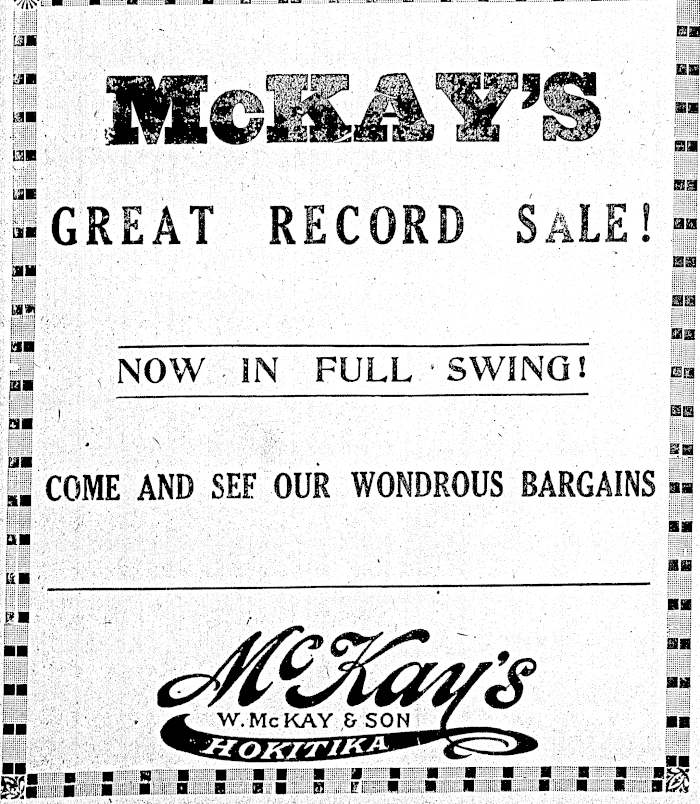 McKAY'S
GREAT RECORD SALE!
NOW IN FULL SWING!
COME AND SEE OUR WONDROUS BARGAINS
McKay's
W. McKAY & SON
HOKITIKA